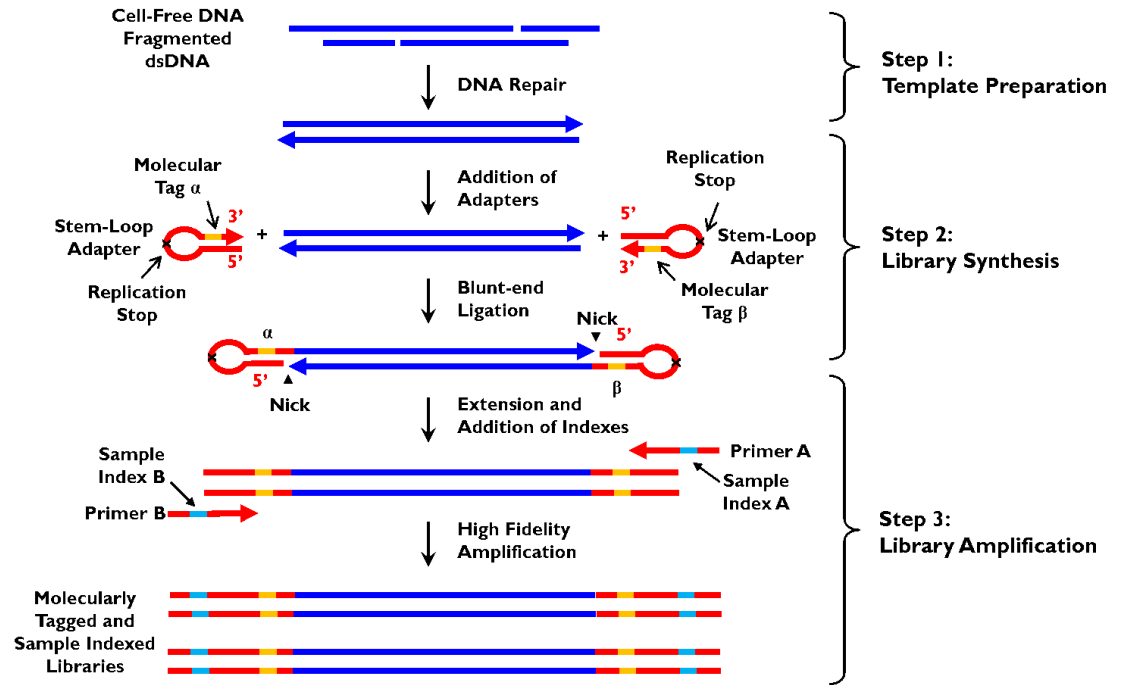 Cell-Free DNA
Fragmented
dsDNA
DNA Repair
Step 1:
Template Preparation
Molecular
Tag α
Addition of
Adapters
Replication
Stop
3’
5’
Stem-Loop
Adapter
+
+
5’
3’
Stem-Loop
Adapter
Step 2:
Library Synthesis
Replication
Stop
Blunt-end
Ligation
Molecular
Tag β
α
Nick
5’
5’
Nick
β
Extension and
Addition of Indexes
Sample
Index B
Primer A
Sample
Index A
Primer B
High Fidelity
Amplification
Step 3:
Library Amplification
Molecularly
Tagged and
Sample Indexed
Libraries